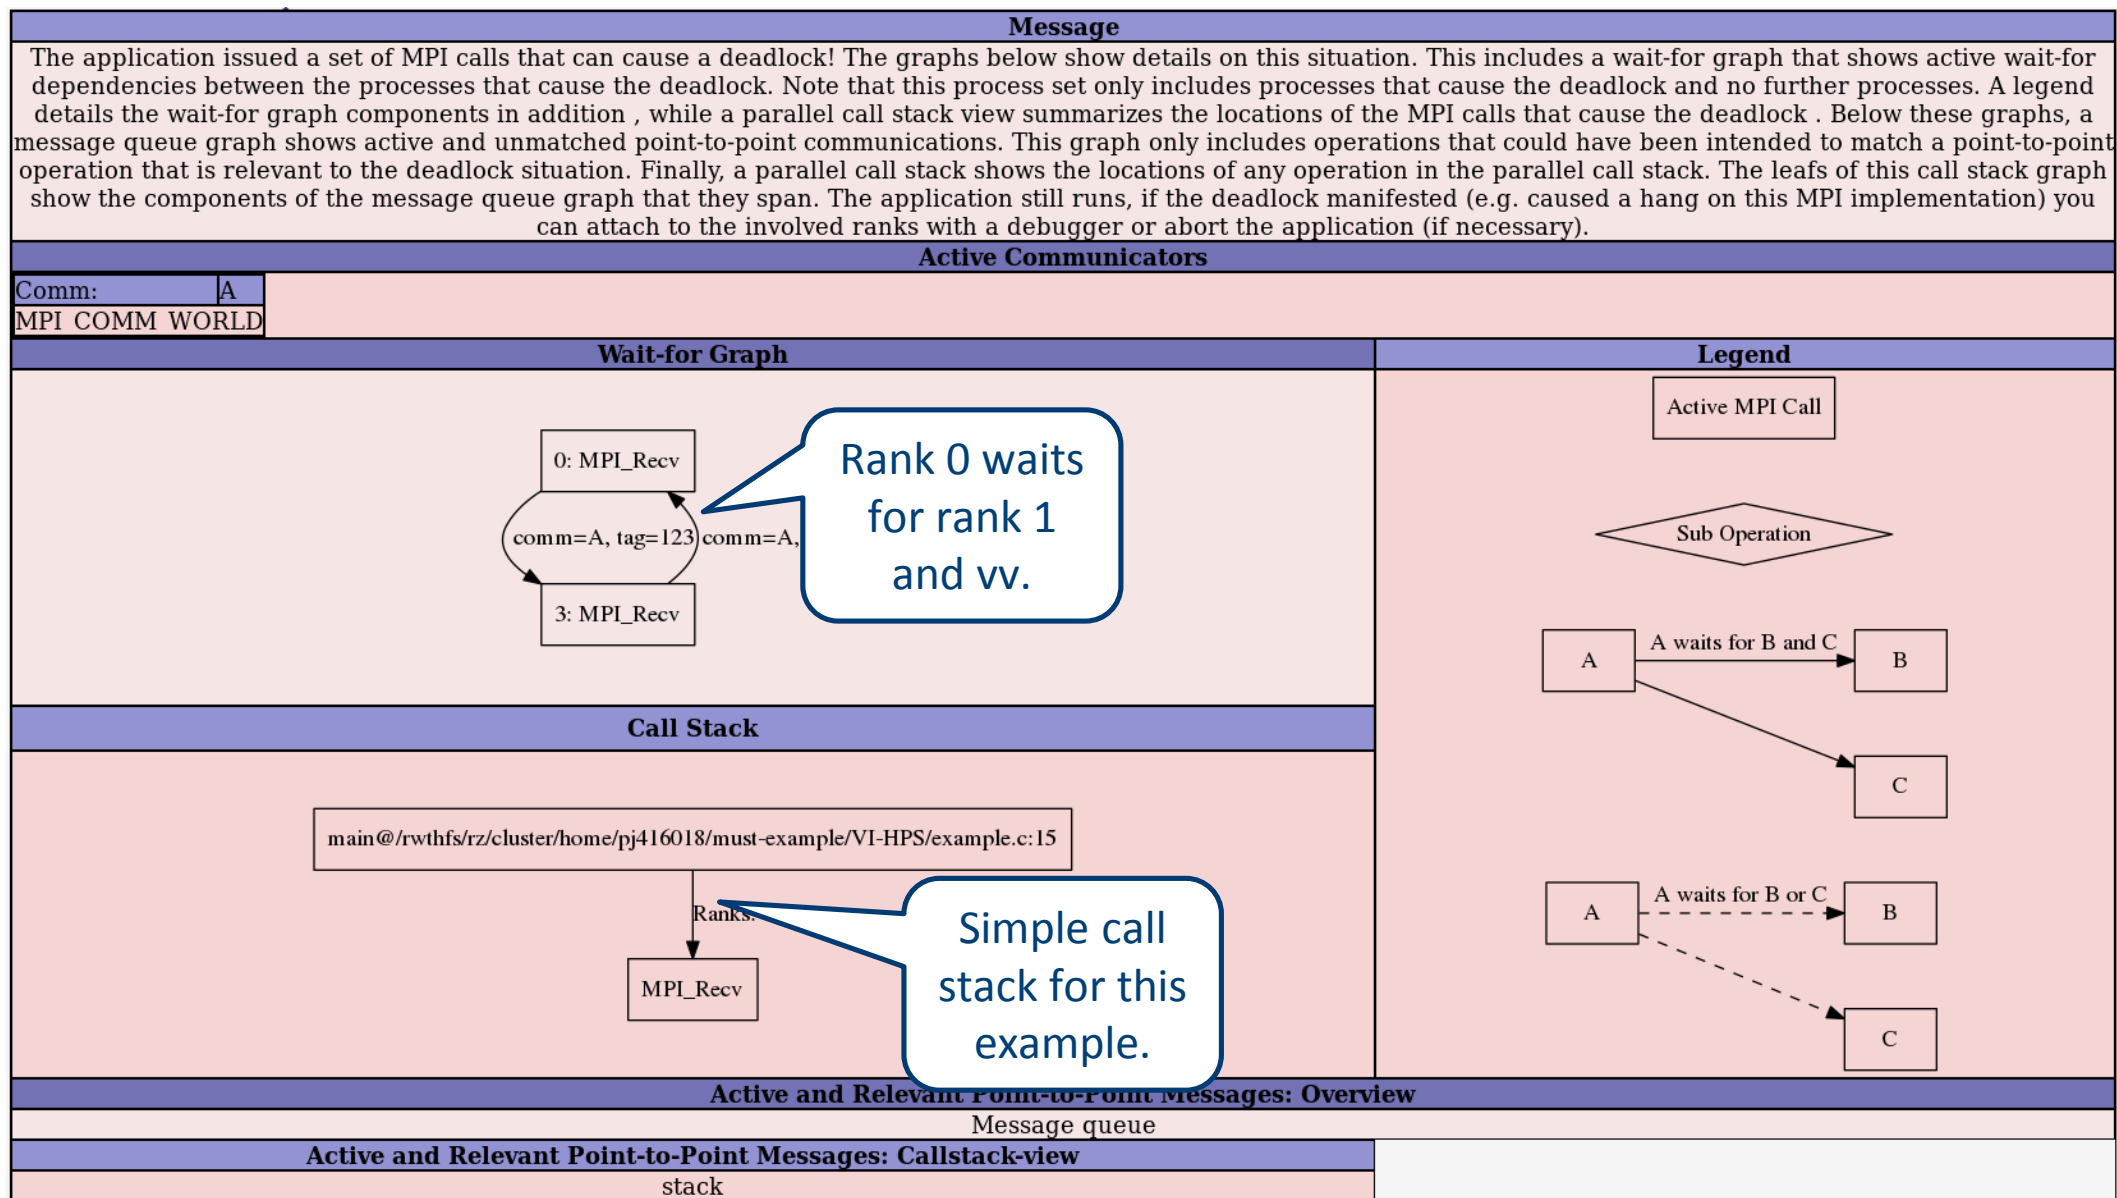 Message
The application issued a set of MPI calls that can cause a deadlock! The graphs below show details on this situation. This includes a wait-for graph that shows active wait-for
dependencies between the processes that cause the deadlock. Note that this process set only includes processes that cause the deadlock and no further processes. A legend
details the wait-for graph components in addition , while a parallel call stack view summarizes the locations of the MPI calls that cause the deadlock . Below these graphs, a
message queue graph shows active and unmatched point-to-point communications. This graph only includes operations that could have been intended to match a point-to-point
operation that is relevant to the deadlock situation. Finally, a parallel call stack shows the locations of any operation in the parallel call stack. The leafs of this call stack graph
show the components of the message queue graph that they span. The application still runs, if the deadlock manifested (e.g. caused a hang on this MPI implementation) you
can attach to the involved ranks with a debugger or abort the application (if necessary).
Active Communicators
Comm: A
MPI_COMM_WORLD
Wait-for Graph
0: MPI_Recv
comm=A, tag=123
comm=A,
3: MPI_Recv
Rank 0 waits
for rank 1
and vv.
Legend
Active MPI Call
Sub Operation
A waits for B and C
A
B
C
A waits for B or C
A
B
C
Call Stack
main@/rwthfs/rz/cluster/home/pj416018/must-example/VI-HPS/example.c:15
Ranks:
MPI_Recv
Simple call
stack for this
example.
Active and Relevant Point-to-Point Messages: Overview
Message queue
Active and Relevant Point-to-Point Messages: Callstack-view
stack